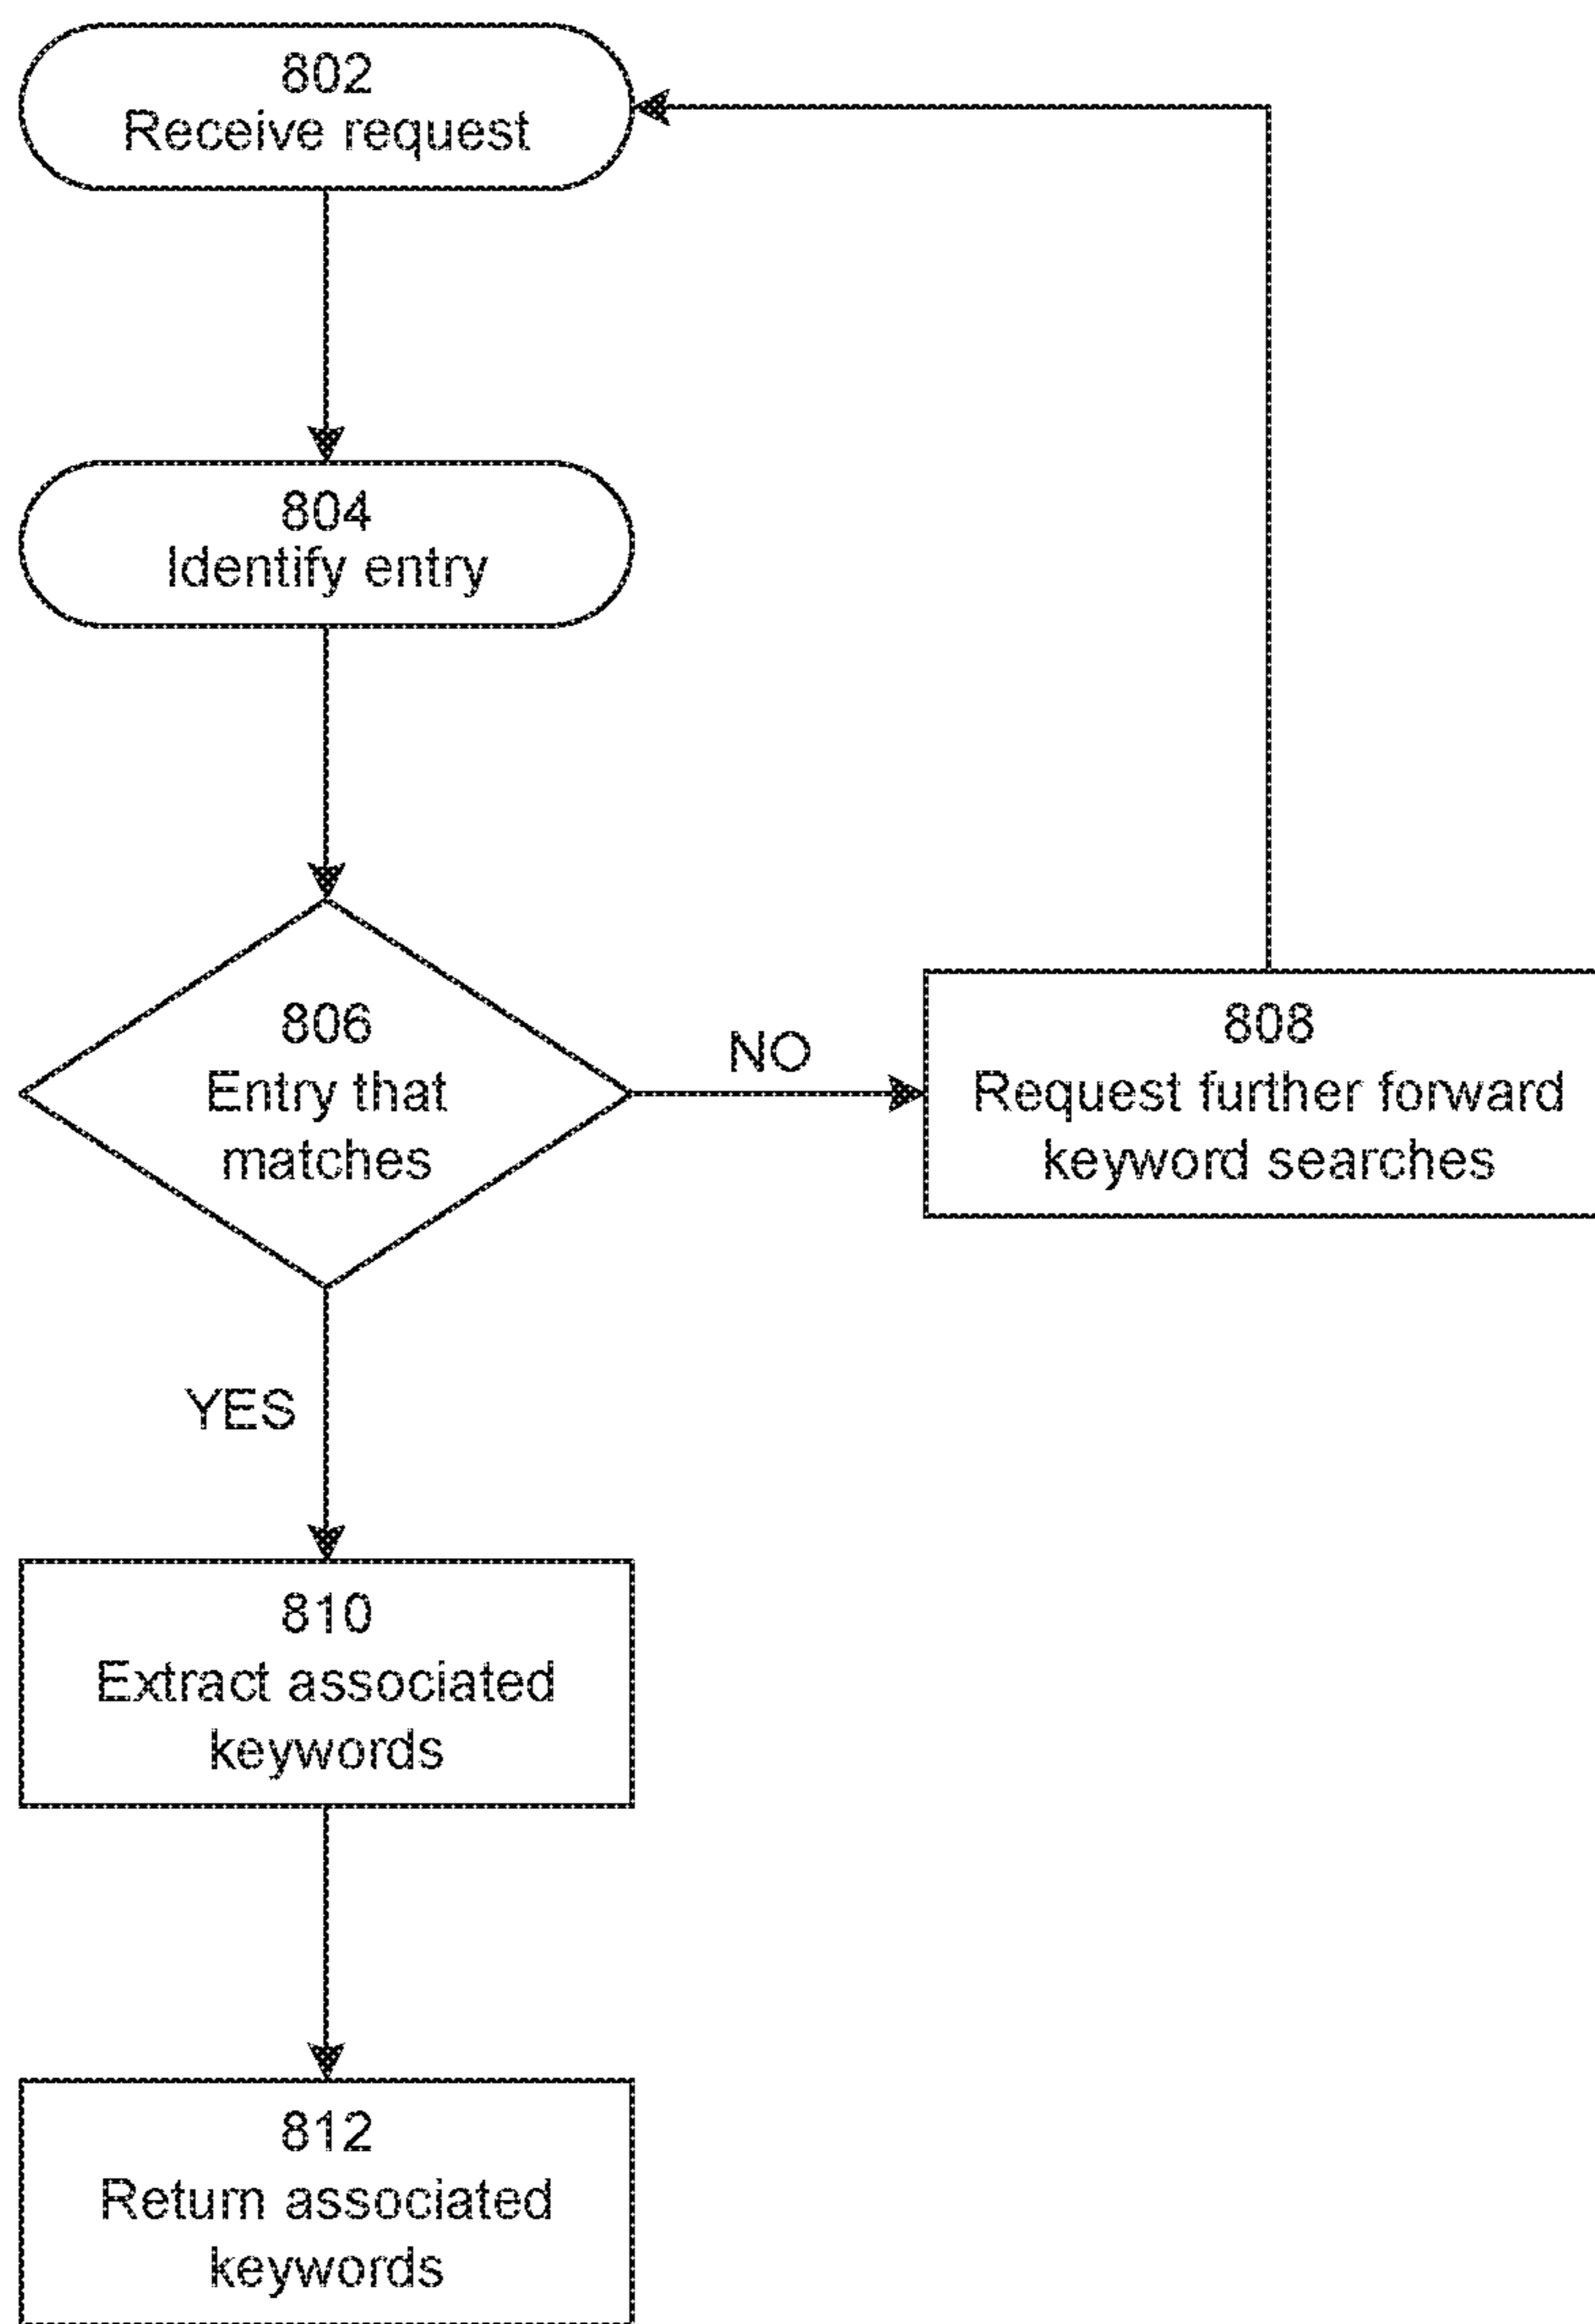 802
Receive request
804
Identify entry
806
Entry that
matches
NO
808
Request further forward
keyword searches
YES
810
Extract associated
keywords
812
Return associated
keywords